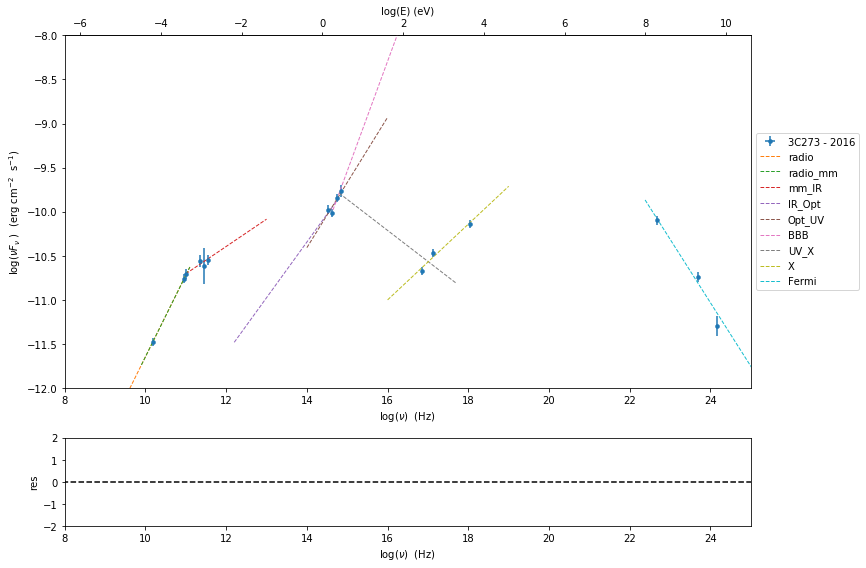 log(E) (eV)
−6 −4 −2 0 2 4 6 8 10
−8.0
−8.5
−9.0
−9.5
−10.0
−10.5
−11.0
−11.5
−12.0
log(νFν ) (erg cm−2 s−1)
8 10 12 14 16 18 20 22 24
log(ν) (Hz)
3C273 - 2016
radio
radio_mm
mm_IR
IR_Opt
Opt_UV
BBB
UV_X
X
Fermi
2
1
0
−1
−2
res
8 10 12 14 16 18 20 22 24
log(ν) (Hz)